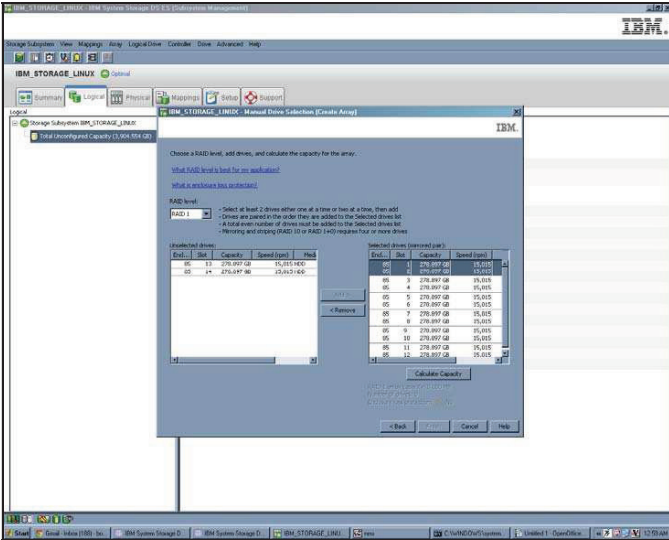 IBM_STORAGE_LINUX - IBM System Storage DS ES (Subsystem Management)
IBM.
Storage Subsystem View Mappings Array Logical Drive Controller Drive Advanced Help
IBM_STORAGE_LINUX Optimal
Summary Logical Physical Mappings Setup Support
Logical
Storage Subsystem IBM_STORAGE_LINUX
Total Unconfigured Capacity (3,904.554 GB)
IBM_STORAGE_LINUX - Manual Drive Selection (Create Array)
IBM.
Choose a RAID level, add drives, and calculate the capacity for the array.
What RAID level is best for my application?
What is enclosure loss protection?
RAID level:
RAID 1
- Select at least 2 drives either one at a time or two at a time, then add
- Drives are paired in the order they are added to the Selected drives list
- A total even number of drives must be added to the Selected drives list
- Mirroring and striping (RAID 10 or RAID 1+0) requires four or more drives
Unselected drives:
Encl... Slot Capacity Speed (rpm) Medi
85 13 278.897 GB 15,015 HDD
85 14 278.897 GB 15,015 HDD
Add >
< Remove
Selected drives (mirrored pair):
Encl... Slot Capacity Speed (rpm)
85 1 278.897 GB 15,015
85 2 278.897 GB 15,015
85 3 278.897 GB 15,015
85 4 278.897 GB 15,015
85 5 278.897 GB 15,015
85 6 278.897 GB 15,015
85 7 278.897 GB 15,015
85 8 278.897 GB 15,015
85 9 278.897 GB 15,015
85 10 278.897 GB 15,015
85 11 278.897 GB 15,015
85 12 278.897 GB 15,015
Calculate Capacity
< Back Finish Cancel Help
Start Gmail - Inbox (100) - bo... IBM System Storage D... IBM System Storage D... IBM_STORAGE_LINU... new C:\WINDOWS\system... Untitled 1 - OpenOffice... 12:50 AM